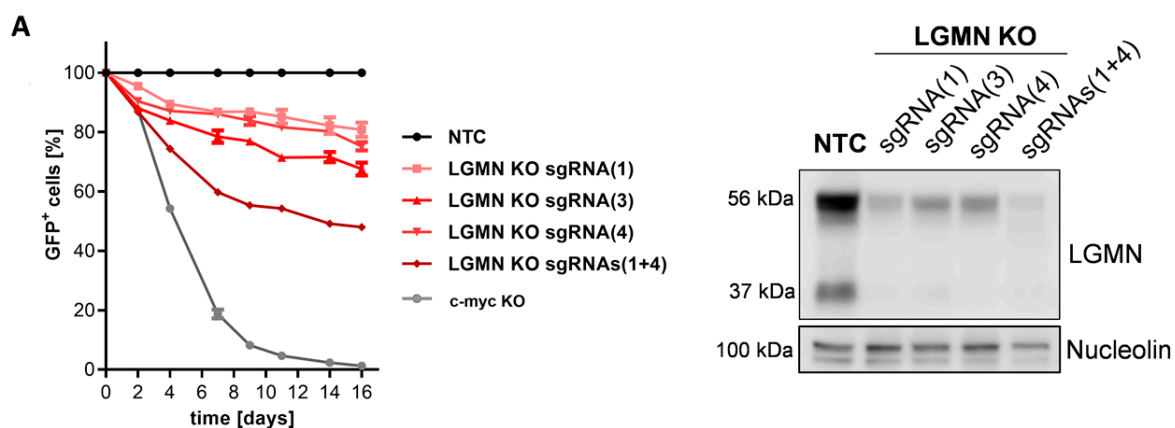 A
100
80
60
40
20
0
GFP+ cells [%]
0 2 4 6 8 10 12 14 16
time [days]
NTC
LGMN KO sgRNA(1)
LGMN KO sgRNA(3)
LGMN KO sgRNA(4)
LGMN KO sgRNAs(1+4)
c-myc KO
LGMN KO
NTC sgRNA(1) sgRNA(3) sgRNA(4) sgRNAs(1+4)
56 kDa
37 kDa
LGMN
100 kDa
Nucleolin